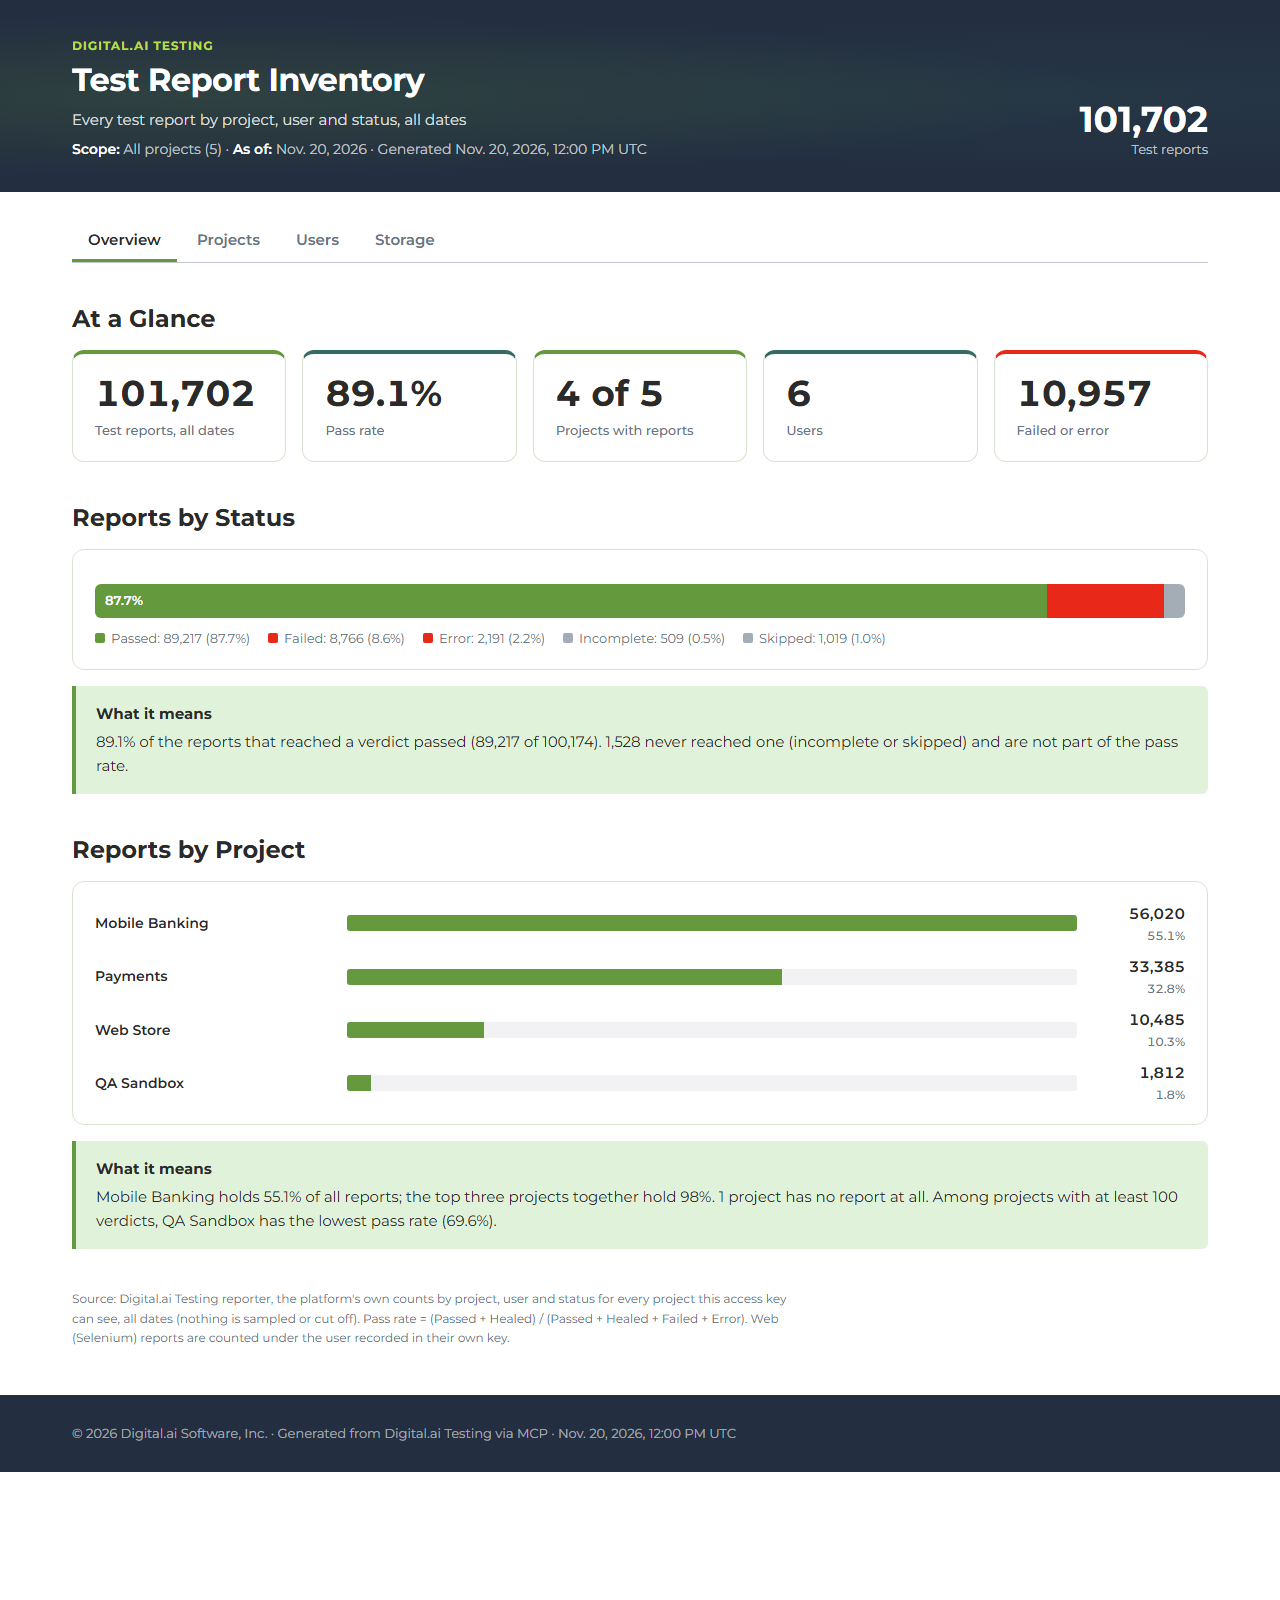 DIGITAL.AI TESTING
Test Report Inventory
Every test report by project, user and status, all dates
Scope: All projects (5) · As of: Nov. 20, 2026 · Generated Nov. 20, 2026, 12:00 PM UTC
101,702
Test reports
Overview Projects Users Storage
At a Glance
101,702
Test reports, all dates
89.1%
Pass rate
4 of 5
Projects with reports
6
Users
10,957
Failed or error
Reports by Status
87.7%
Passed: 89,217 (87.7%) Failed: 8,766 (8.6%) Error: 2,191 (2.2%) Incomplete: 509 (0.5%) Skipped: 1,019 (1.0%)
What it means
89.1% of the reports that reached a verdict passed (89,217 of 100,174). 1,528 never reached one (incomplete or skipped) and are not part of the pass
rate.
Reports by Project
Mobile Banking
56,020
55.1%
Payments
33,385
32.8%
Web Store
10,485
10.3%
QA Sandbox
1,812
1.8%
What it means
Mobile Banking holds 55.1% of all reports; the top three projects together hold 98%. 1 project has no report at all. Among projects with at least 100
verdicts, QA Sandbox has the lowest pass rate (69.6%).
Source: Digital.ai Testing reporter, the platform's own counts by project, user and status for every project this access key
can see, all dates (nothing is sampled or cut off). Pass rate = (Passed + Healed) / (Passed + Healed + Failed + Error). Web
(Selenium) reports are counted under the user recorded in their own key.
© 2026 Digital.ai Software, Inc. · Generated from Digital.ai Testing via MCP · Nov. 20, 2026, 12:00 PM UTC